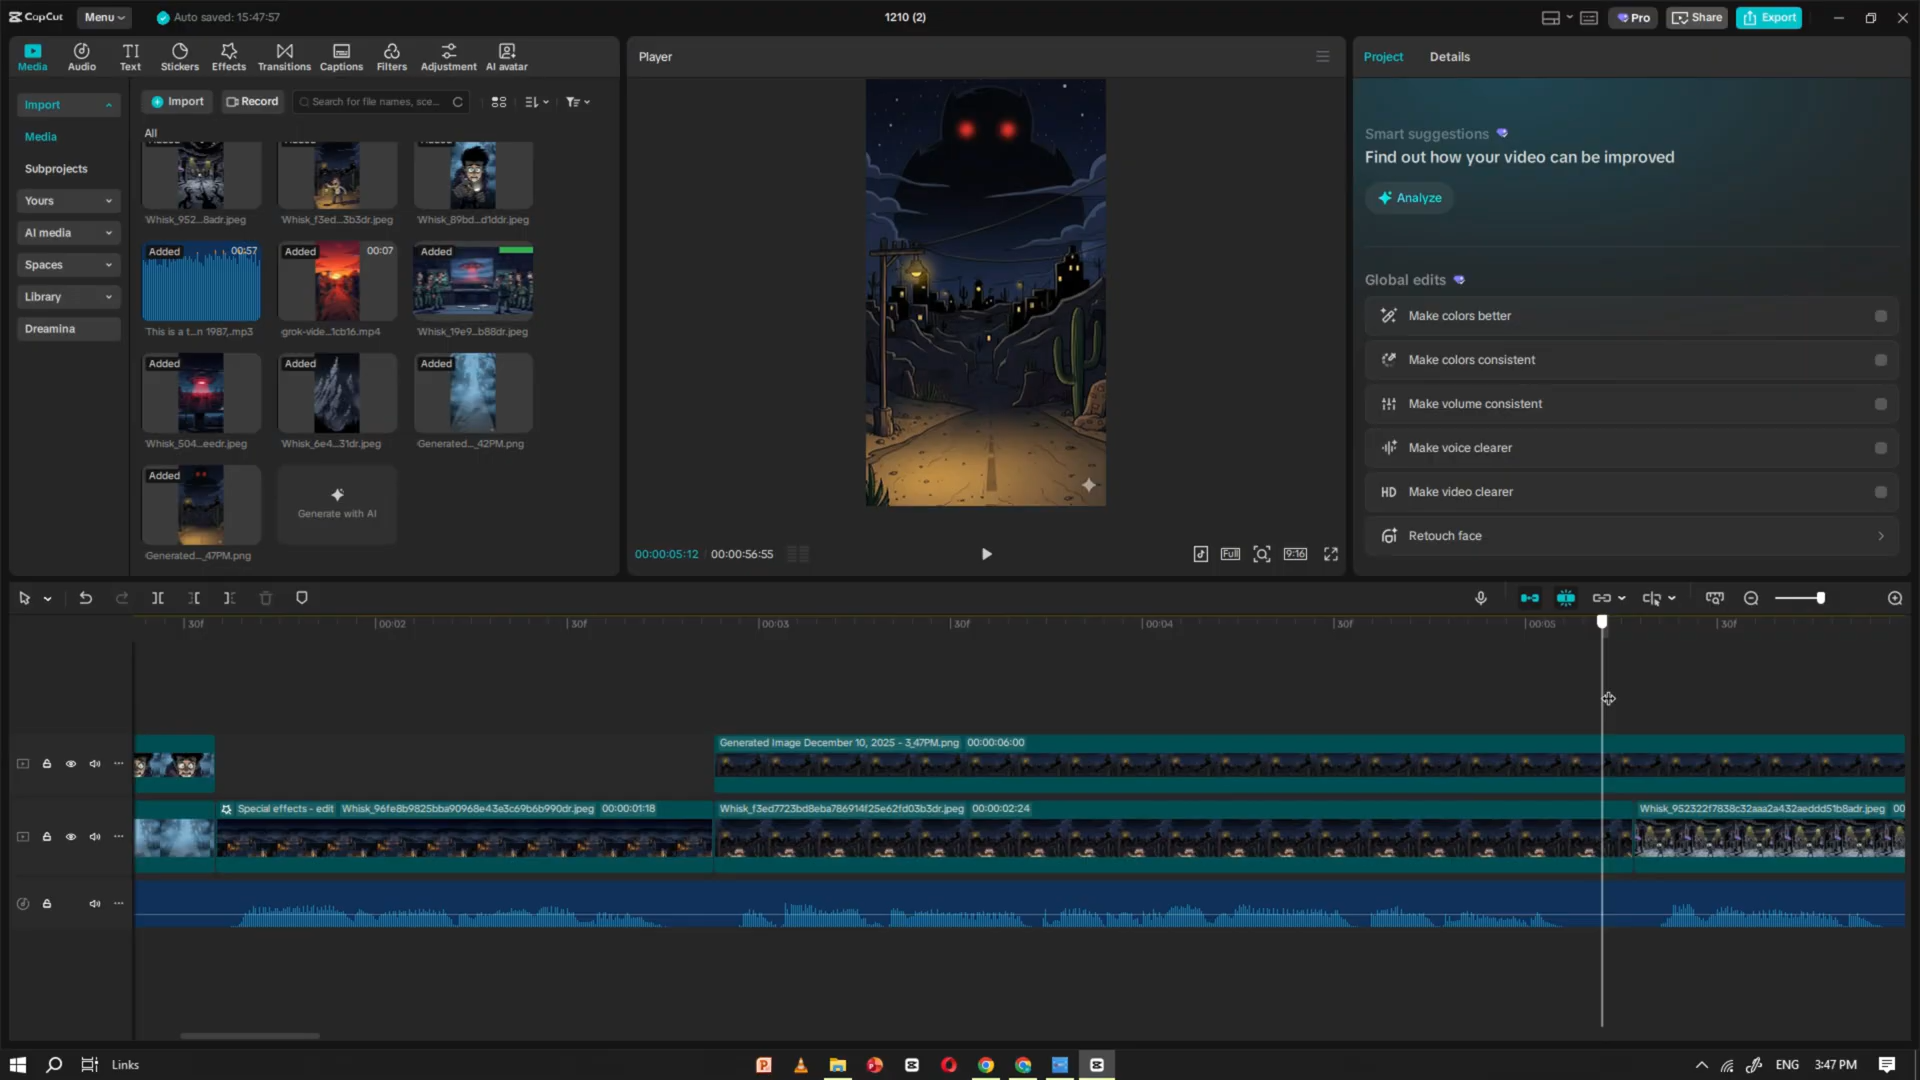 CapCut
Menu
Auto saved: 15:47:57
1210 (2)
Pro
Share
Export
Media
Audio
Text
Stickers
Effects
Transitions
Captions
Filters
Adjustment
AI avatar
Player
Project
Details
Import
Media
Subprojects
Yours
AI media
Spaces
Library
Dreamina
Import
Record
Search for file names, sce...
All
Whisk_952...8adr.jpeg
Whisk_f3ed...3b3dr.jpeg
Whisk_89bd...d1ddr.jpeg
Added
00:57
Added
00:07
Added
This is a t...n 1987,.mp3
grok-vide...1cb16.mp4
Whisk_19e9...b88dr.jpeg
Added
Added
Added
Whisk_504...eedr.jpeg
Whisk_6e4...31dr.jpeg
Generated..._42PM.png
Added
Generate with AI
Generated..._47PM.png
00:00:05:12
00:00:56:55
Full
9:16
Smart suggestions
Find out how your video can be improved
Analyze
Global edits
Make colors better
Make colors consistent
Make volume consistent
Make voice clearer
HD Make video clearer
Retouch face
30f
00:02
30f
00:03
30f
00:04
30f
00:05
30f
Generated Image December 10, 2025 - 3_47PM.png 00:00:06:00
Special effects - edit Whisk_96fe8b9825bba90968e43e3c69b6b990dr.jpeg 00:00:01:18
Whisk_f3ed7723bd8eba786914f25e62fd03b3dr.jpeg 00:00:02:24
Whisk_952322f7838c32aaa2a432aeddd51b8adr.jpeg 00
Links
ENG
3:47 PM